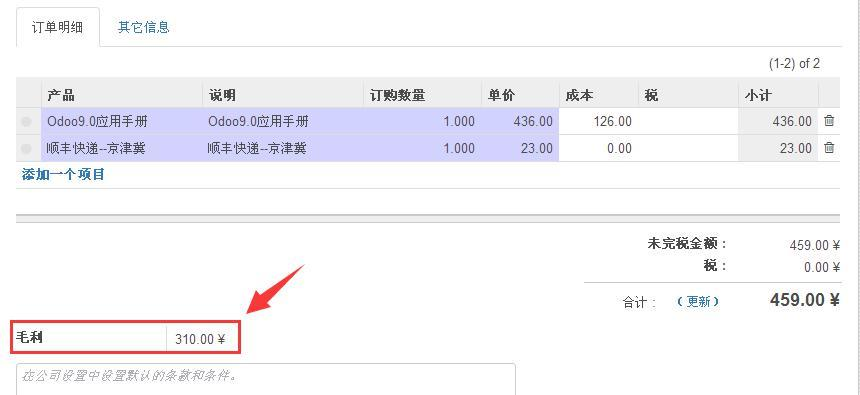 订单明细 其它信息
(1-2) of 2
产品 说明 订购数量 单价 成本 税 小计
Odoo9.0应用手册 Odoo9.0应用手册 1.000 436.00 126.00 436.00
顺丰快递--京津冀 顺丰快递--京津冀 1.000 23.00 0.00 23.00
添加一个项目
未完税金额： 459.00 ¥
税： 0.00 ¥
合计： （更新） 459.00 ¥
毛利 310.00 ¥
在公司设置中设置默认的条款和条件。